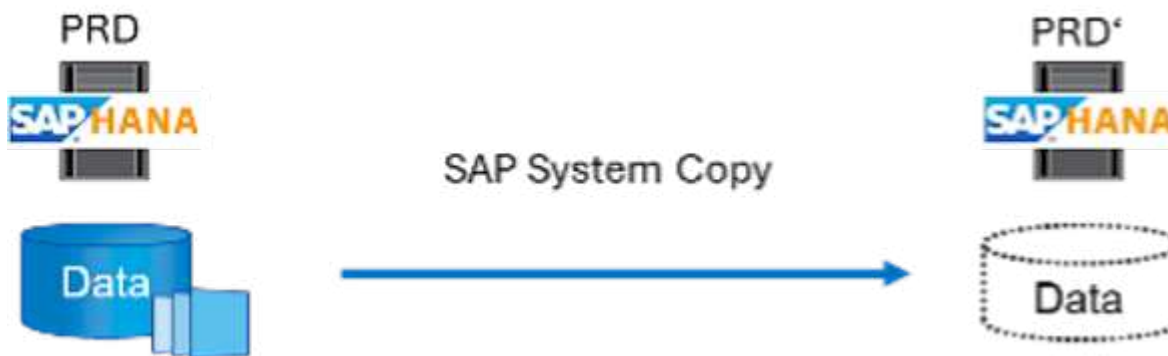 PRD
SAP HANA
Data
SAP System Copy
PRD‘
SAP HANA
Data